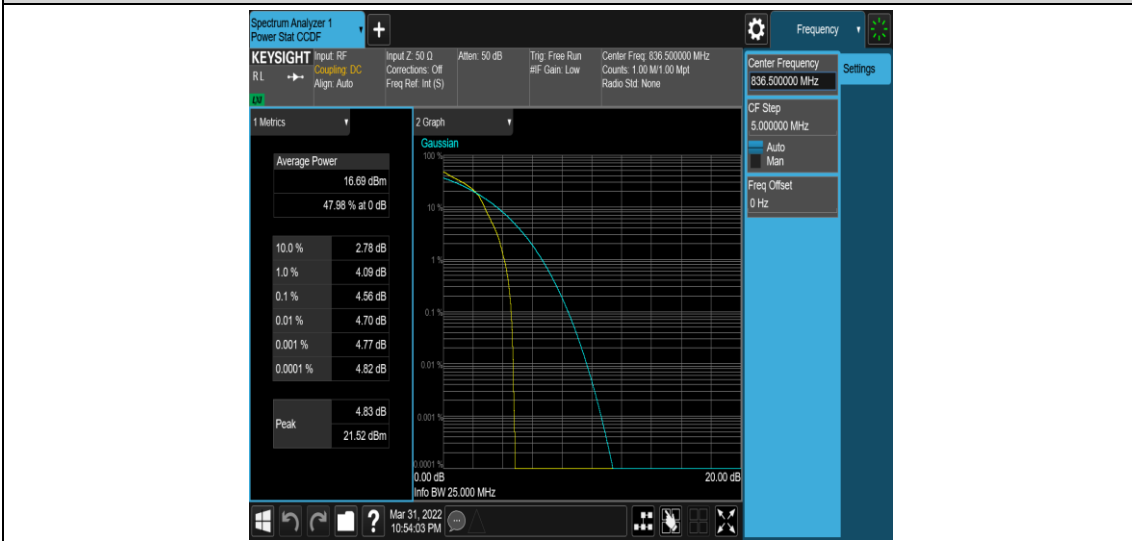 Spectrum Analyzer 1
Power Stat CCDF
+
Frequency
KEYSIGHT
R L
LXI
Input: RF
Coupling: DC
Align: Auto
Input Z: 50 Ω
Corrections: Off
Freq Ref: Int (S)
Atten: 50 dB
Trig: Free Run
#IF Gain: Low
Center Freq: 836.500000 MHz
Counts: 1.00 M/1.00 Mpt
Radio Std: None
Center Frequency
836.500000 MHz
Settings
CF Step
5.000000 MHz
Auto
Man
Freq Offset
0 Hz
1 Metrics
Average Power
16.69 dBm
47.98 % at 0 dB
10.0 % 2.78 dB
1.0 % 4.09 dB
0.1 % 4.56 dB
0.01 % 4.70 dB
0.001 % 4.77 dB
0.0001 % 4.82 dB
Peak
4.83 dB
21.52 dBm
2 Graph
Gaussian
100 %
10 %
1 %
0.1 %
0.01 %
0.001 %
0.0001 %
0.00 dB
20.00 dB
Info BW 25.000 MHz
?
Mar 31, 2022
10:54:03 PM